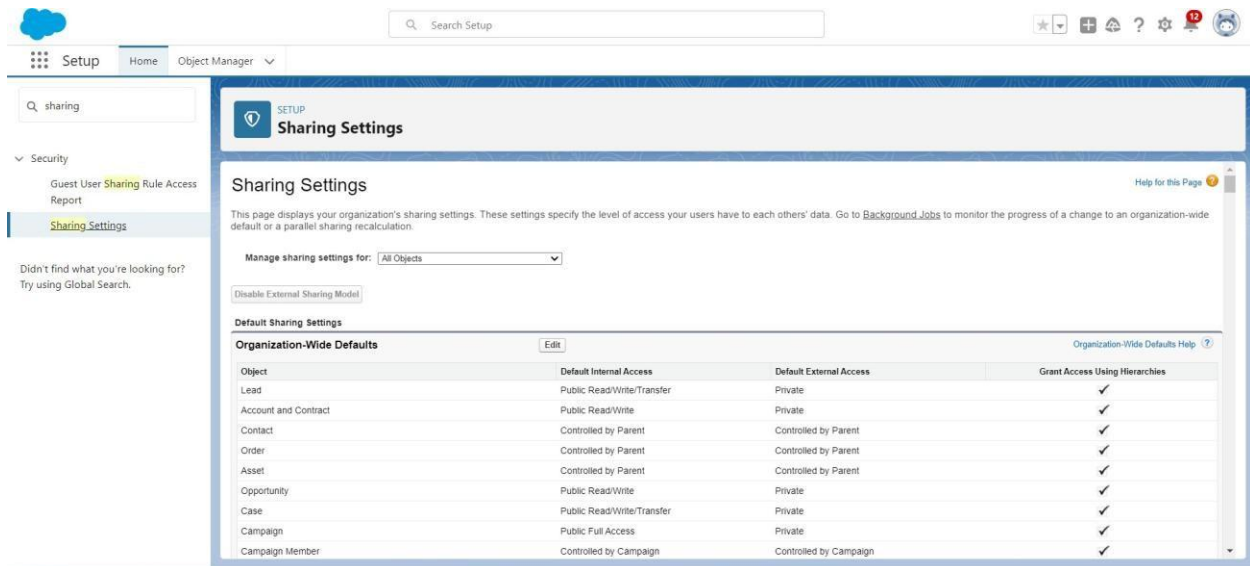 Search Setup
12
Setup
Home
Object Manager
sharing
Security
Guest User Sharing Rule Access
Report
Sharing Settings
Didn't find what you're looking for?
Try using Global Search.
SETUP
Sharing Settings
Sharing Settings
Help for this Page
This page displays your organization's sharing settings. These settings specify the level of access your users have to each others' data. Go to Background Jobs to monitor the progress of a change to an organization-wide
default or a parallel sharing recalculation.
Manage sharing settings for: All Objects
Disable External Sharing Model
Default Sharing Settings
Organization-Wide Defaults Edit Organization-Wide Defaults Help ?
Object Default Internal Access Default External Access Grant Access Using Hierarchies
Lead Public Read/Write/Transfer Private ✓
Account and Contract Public Read/Write Private ✓
Contact Controlled by Parent Controlled by Parent ✓
Order Controlled by Parent Controlled by Parent ✓
Asset Controlled by Parent Controlled by Parent ✓
Opportunity Public Read/Write Private ✓
Case Public Read/Write/Transfer Private ✓
Campaign Public Full Access Private ✓
Campaign Member Controlled by Campaign Controlled by Campaign ✓